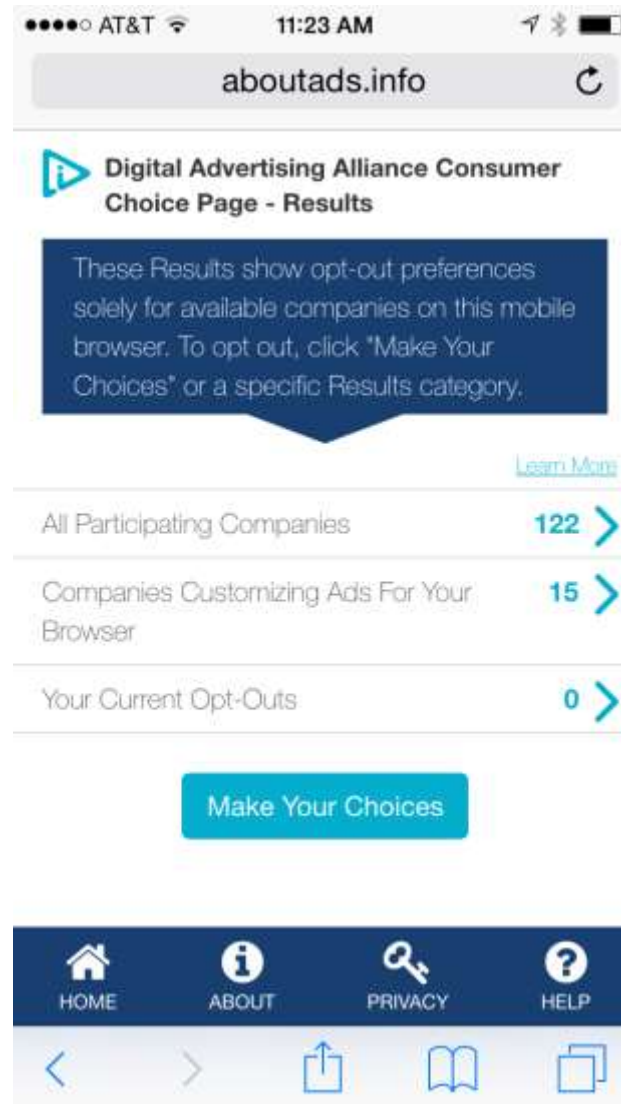 AT&T 11:23 AM
aboutads.info
Digital Advertising Alliance Consumer
Choice Page - Results
These Results show opt-out preferences
solely for available companies on this mobile
browser. To opt out, click "Make Your
Choices" or a specific Results category.
Learn More
All Participating Companies 122
Companies Customizing Ads For Your 15
Browser
Your Current Opt-Outs 0
Make Your Choices
HOME ABOUT PRIVACY HELP